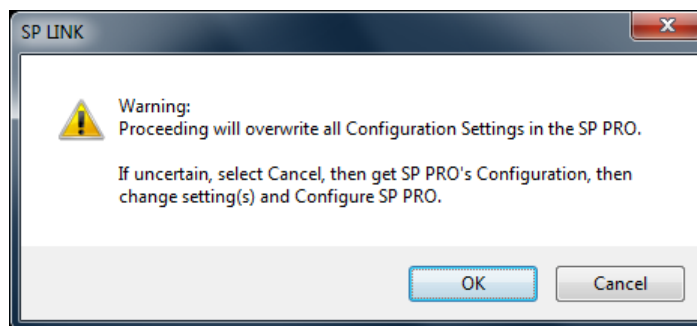 SP LINK
Warning:
Proceeding will overwrite all Configuration Settings in the SP PRO.
If uncertain, select Cancel, then get SP PRO's Configuration, then
change setting(s) and Configure SP PRO.
OK
Cancel